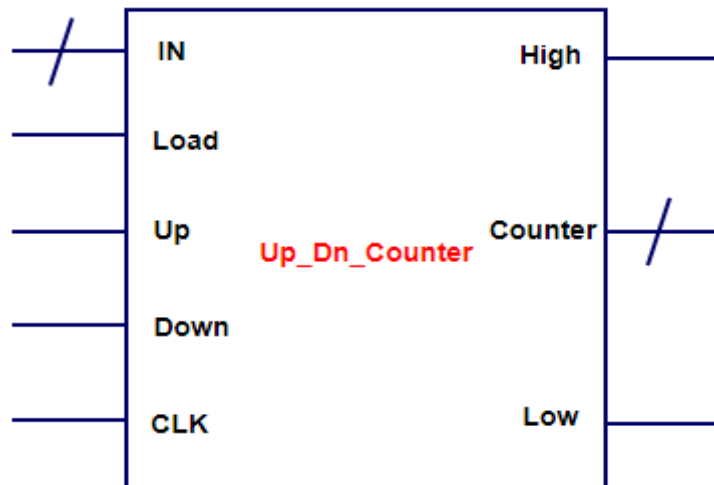 IN
High
Load
Up
Counter
Up_Dn_Counter
Down
CLK
Low